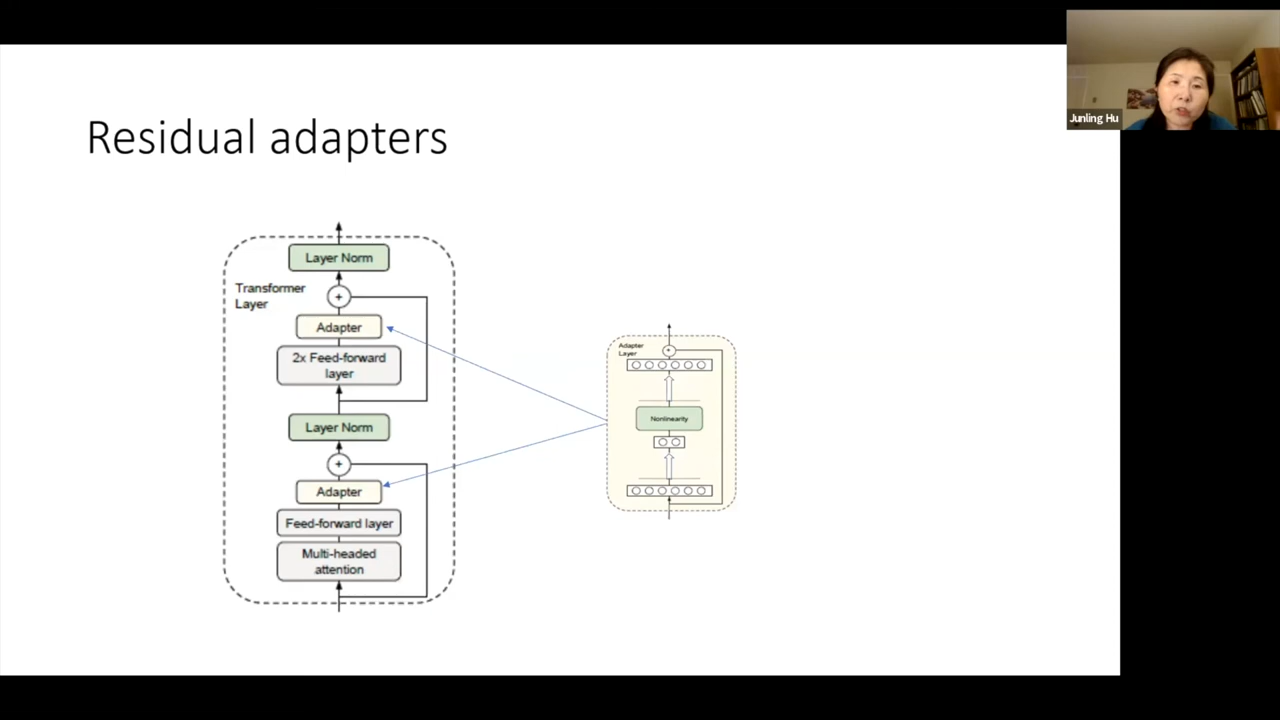 Junling Hu
Residual adapters
Layer Norm
Transformer
Layer
+
Adapter
2x Feed-forward
layer
Layer Norm
+
Adapter
Feed-forward layer
Multi-headed
attention
Adapter
Layer
+
Nonlinearity